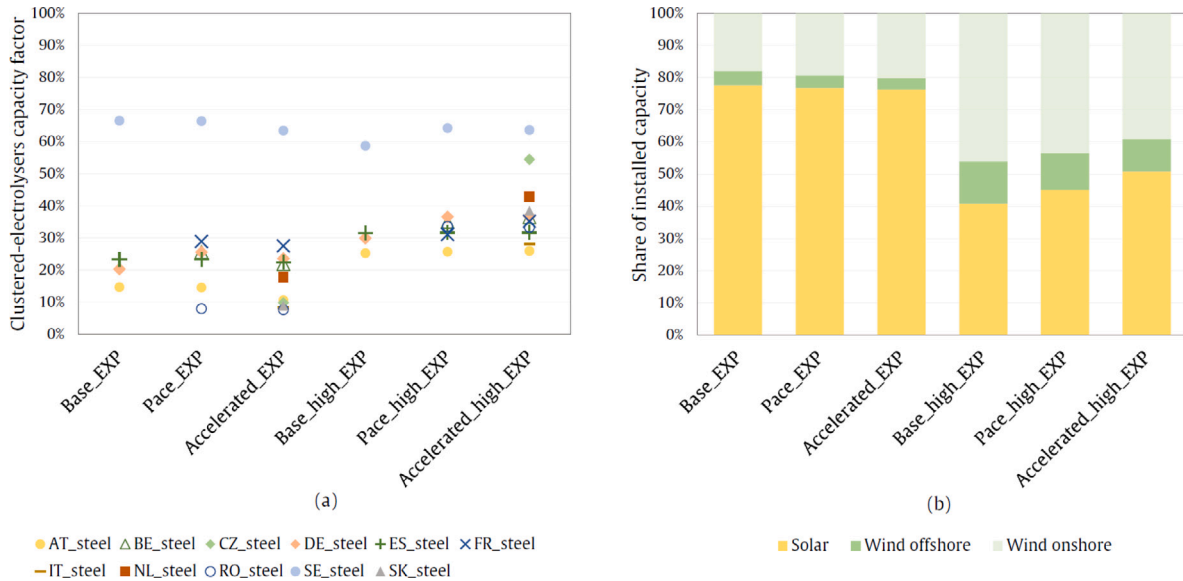 Clustered-electrolysers capacity factor
100%
90%
80%
70%
60%
50%
40%
30%
20%
10%
0%
Base_EXP
Pace_EXP
Accelerated_EXP
Base_high_EXP
Pace_high_EXP
Accelerated_high_EXP
(a)
AT_steel BE_steel CZ_steel DE_steel ES_steel FR_steel
IT_steel NL_steel RO_steel SE_steel SK_steel
Share of installed capacity
100%
90%
80%
70%
60%
50%
40%
30%
20%
10%
0%
Base_EXP
Pace_EXP
Accelerated_EXP
Base_high_EXP
Pace_high_EXP
Accelerated_high_EXP
(b)
Solar Wind offshore Wind onshore